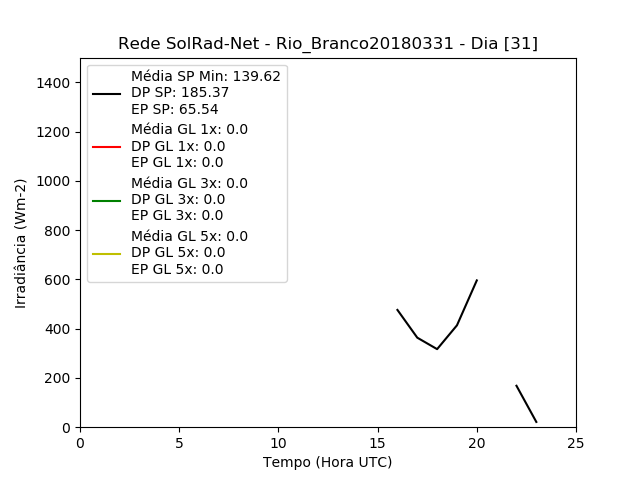 Rede SolRad-Net - Rio_Branco20180331 - Dia [31]
Média SP Min: 139.62
DP SP: 185.37
EP SP: 65.54
Média GL 1x: 0.0
DP GL 1x: 0.0
EP GL 1x: 0.0
Média GL 3x: 0.0
DP GL 3x: 0.0
EP GL 3x: 0.0
Média GL 5x: 0.0
DP GL 5x: 0.0
EP GL 5x: 0.0
Irradiância (Wm-2)
1400
1200
1000
800
600
400
200
0
0 5 10 15 20 25
Tempo (Hora UTC)